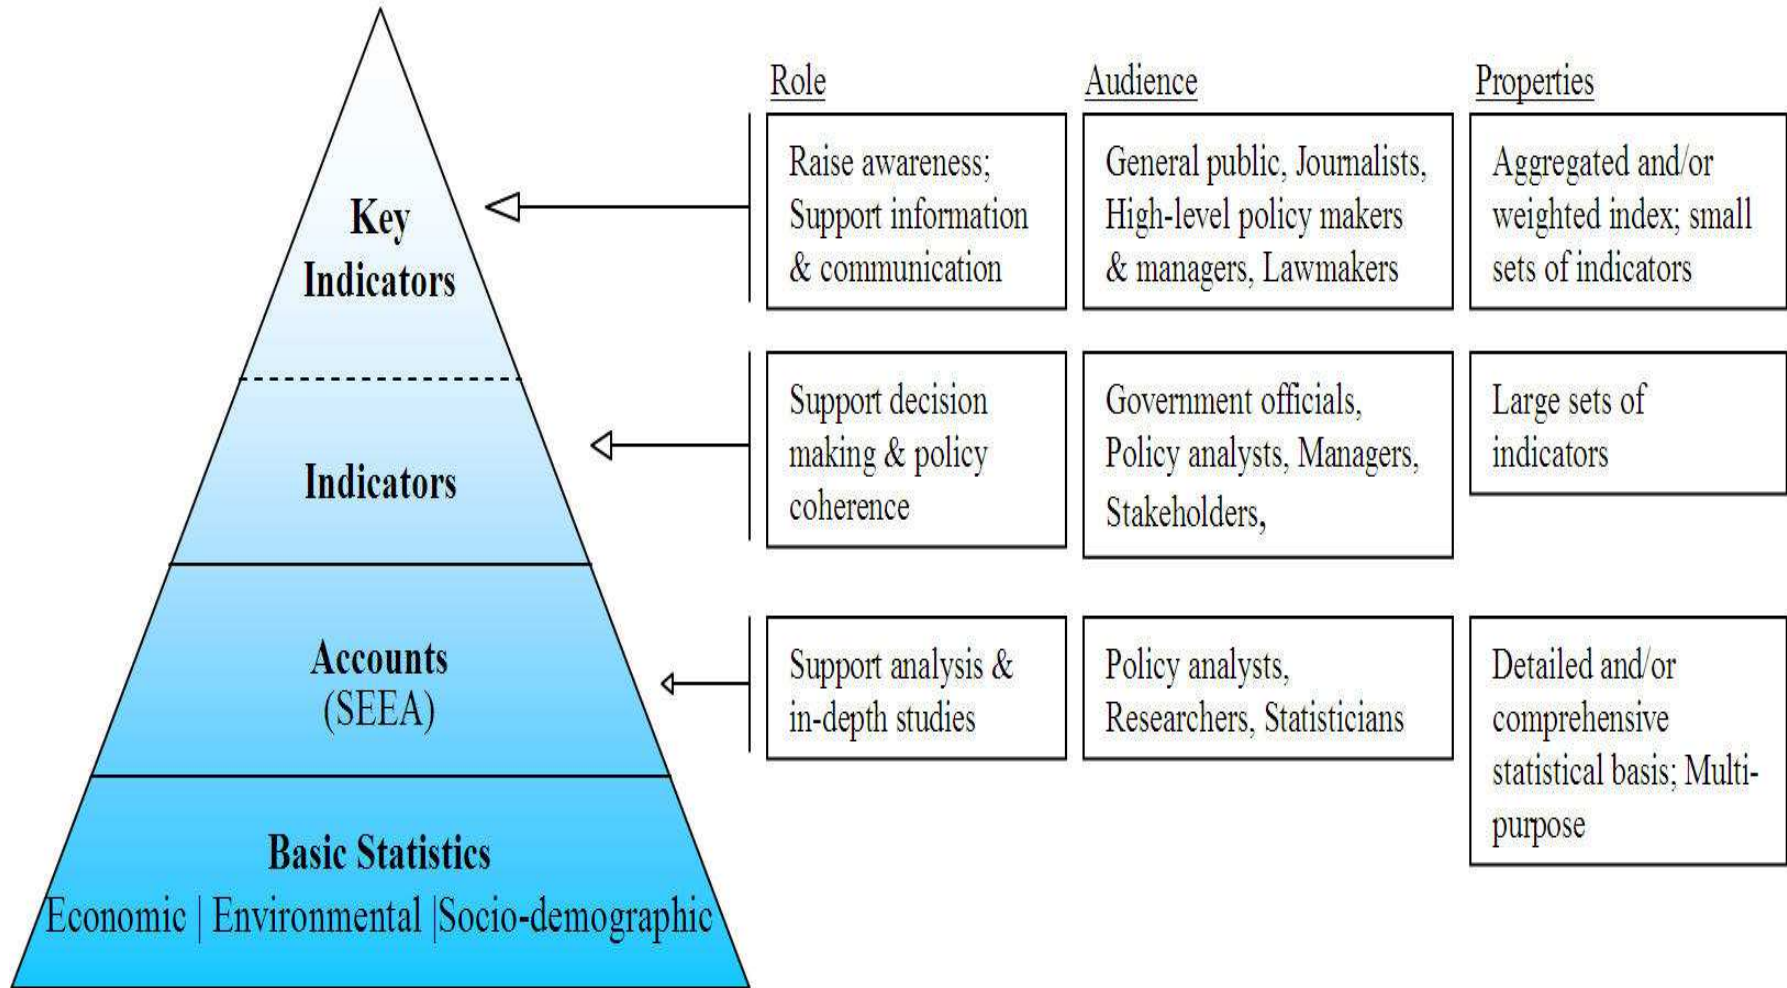 Key
Indicators
Indicators
Accounts
(SEEA)
Basic Statistics
Economic | Environmental |Socio-demographic
Role
Raise awareness;
Support information
& communication
Support decision
making & policy
coherence
Support analysis &
in-depth studies
Audience
General public, Journalists,
High-level policy makers
& managers, Lawmakers
Government officials,
Policy analysts, Managers,
Stakeholders,
Policy analysts,
Researchers, Statisticians
Properties
Aggregated and/or
weighted index; small
sets of indicators
Large sets of
indicators
Detailed and/or
comprehensive
statistical basis; Multi-
purpose